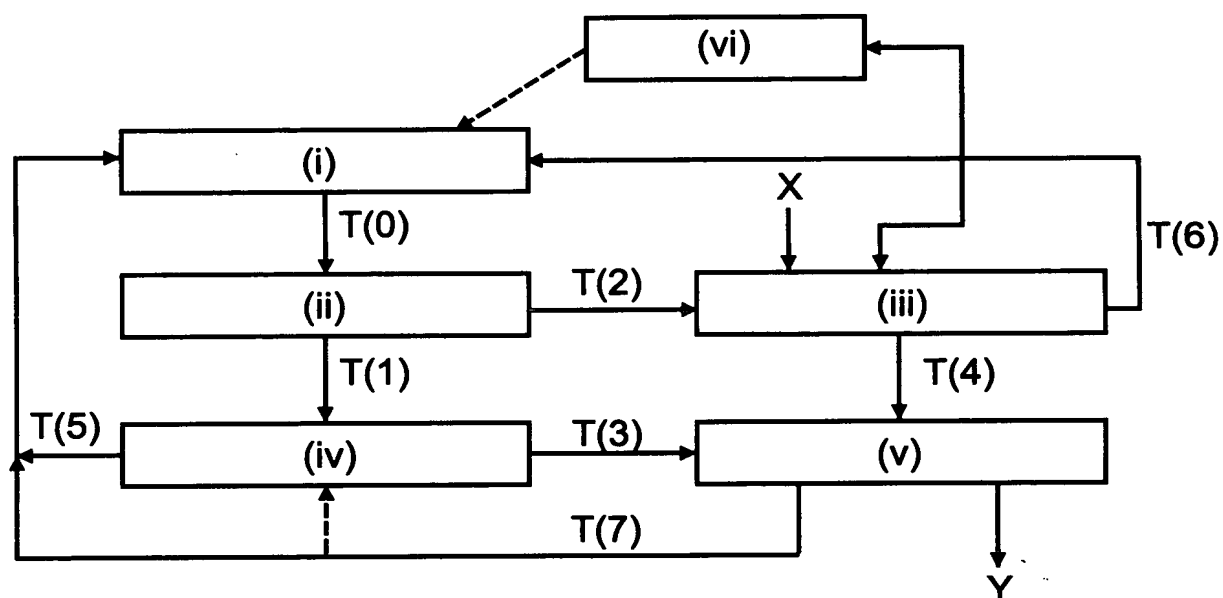 (vi)
(i)
X
T(0)
T(6)
T(2)
(ii)
(iii)
T(1)
T(4)
T(5)
T(3)
(iv)
(v)
T(7)
Y